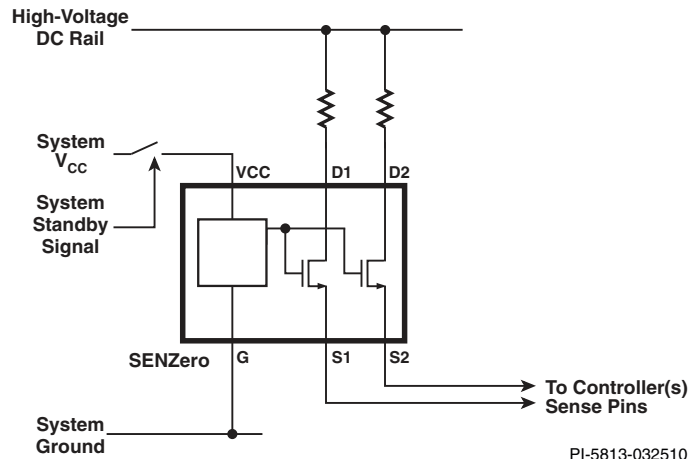 High-Voltage
DC Rail
System
VCC
System
Standby
Signal
VCC
D1
D2
SENZero
G
S1
S2
To Controller(s)
Sense Pins
System
Ground
PI-5813-032510